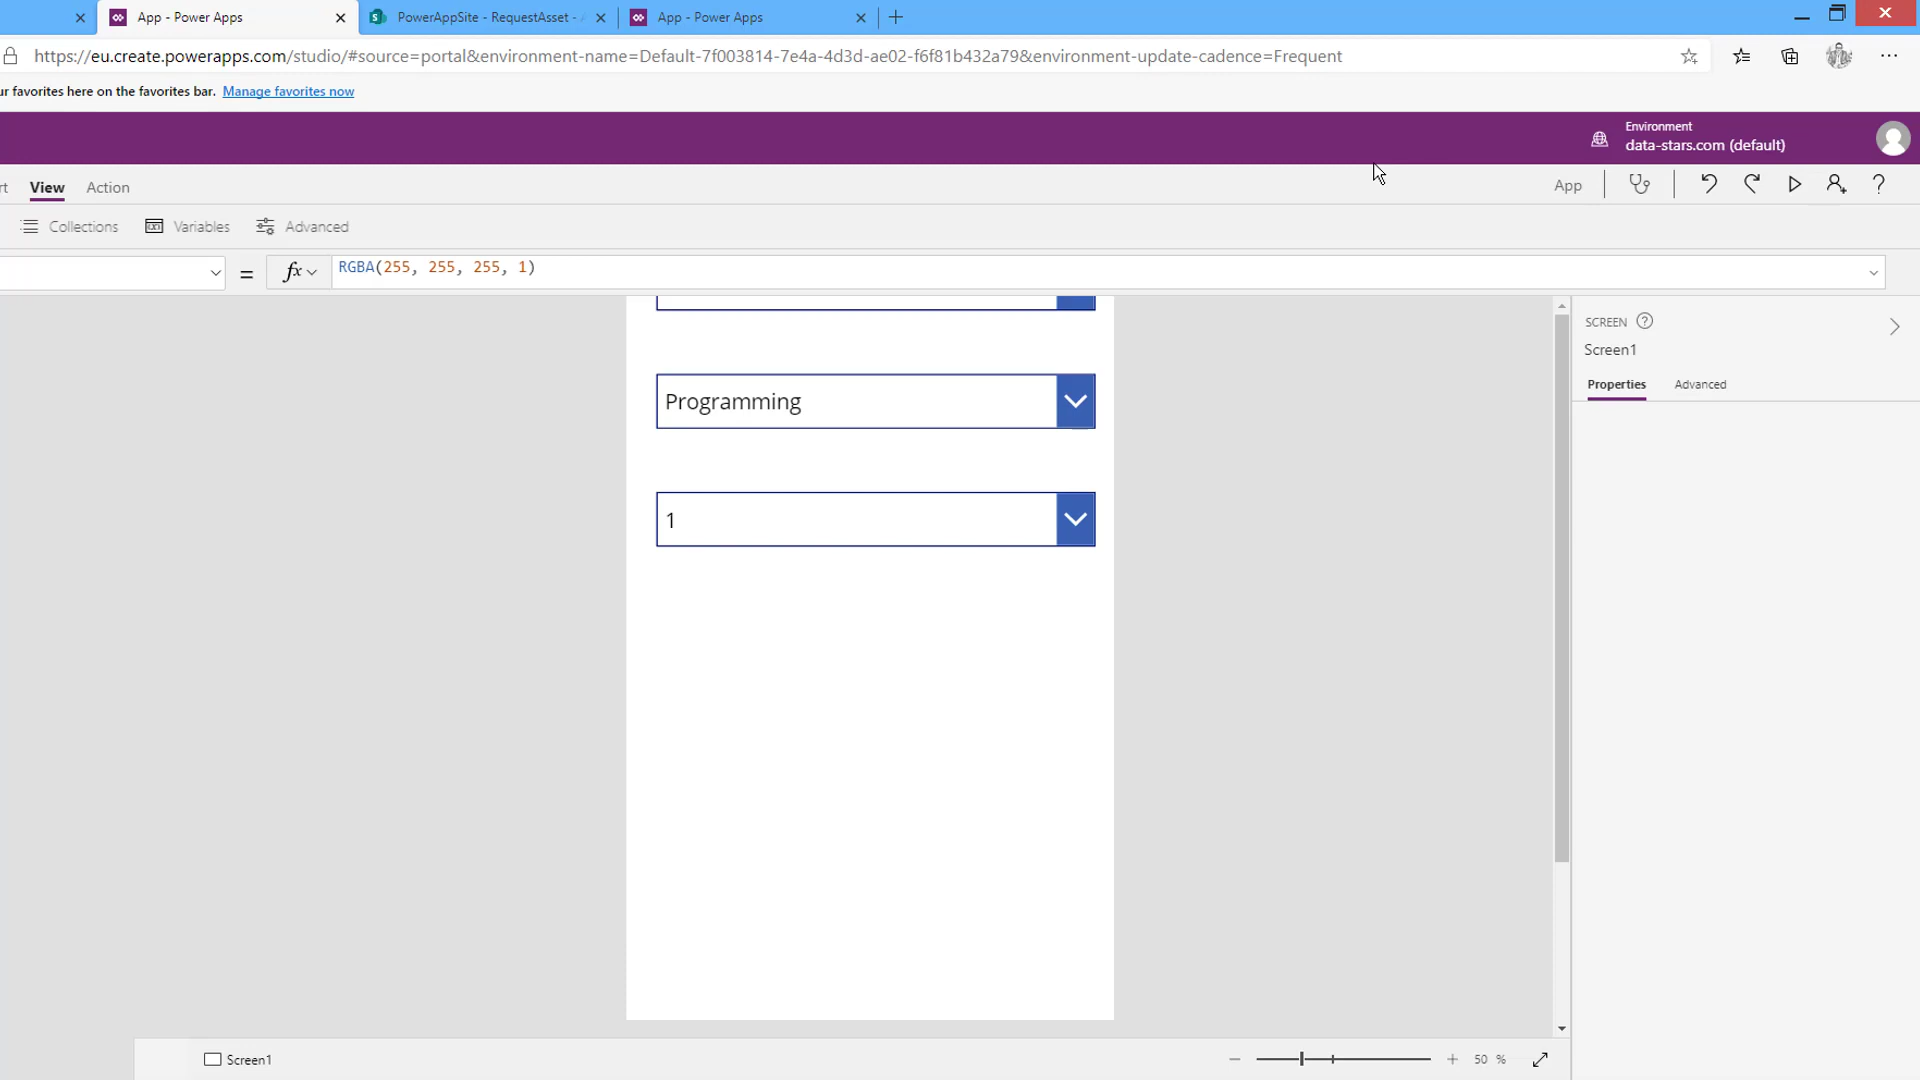 App - Power Apps
PowerAppSite - RequestAsset -
App - Power Apps
https://eu.create.powerapps.com/studio/#source=portal&environment-name=Default-7f003814-7e4a-4d3d-ae02-f6f81b432a79&environment-update-cadence=Frequent
ur favorites here on the favorites bar. Manage favorites now
Environment
data-stars.com (default)
rt View Action
App
Collections Variables Advanced
= fx RGBA(255, 255, 255, 1)
SCREEN
Screen1
Properties Advanced
Programming
1
Screen1
50 %